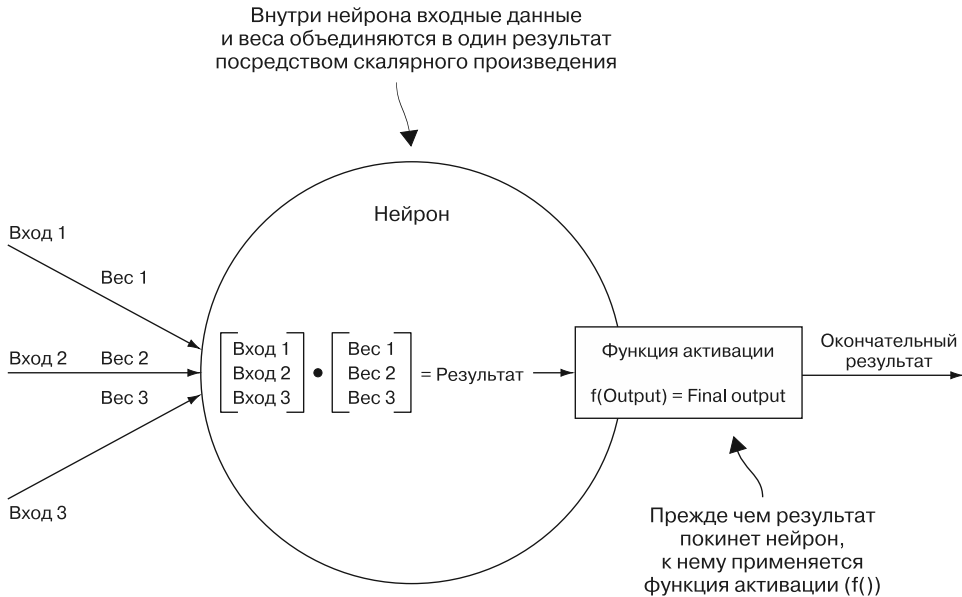 Внутри нейрона входные данные
и веса объединяются в один результат
посредством скалярного произведения
Нейрон
Вход 1
Вес 1
Вход 2
Вес 2
Вес 3
Вход 3
Вход 1
Вход 2
Вход 3
•
Вес 1
Вес 2
Вес 3
= Результат
Функция активации
f(Output) = Final output
Окончательный
результат
Прежде чем результат
покинет нейрон,
к нему применяется
функция активации (f())